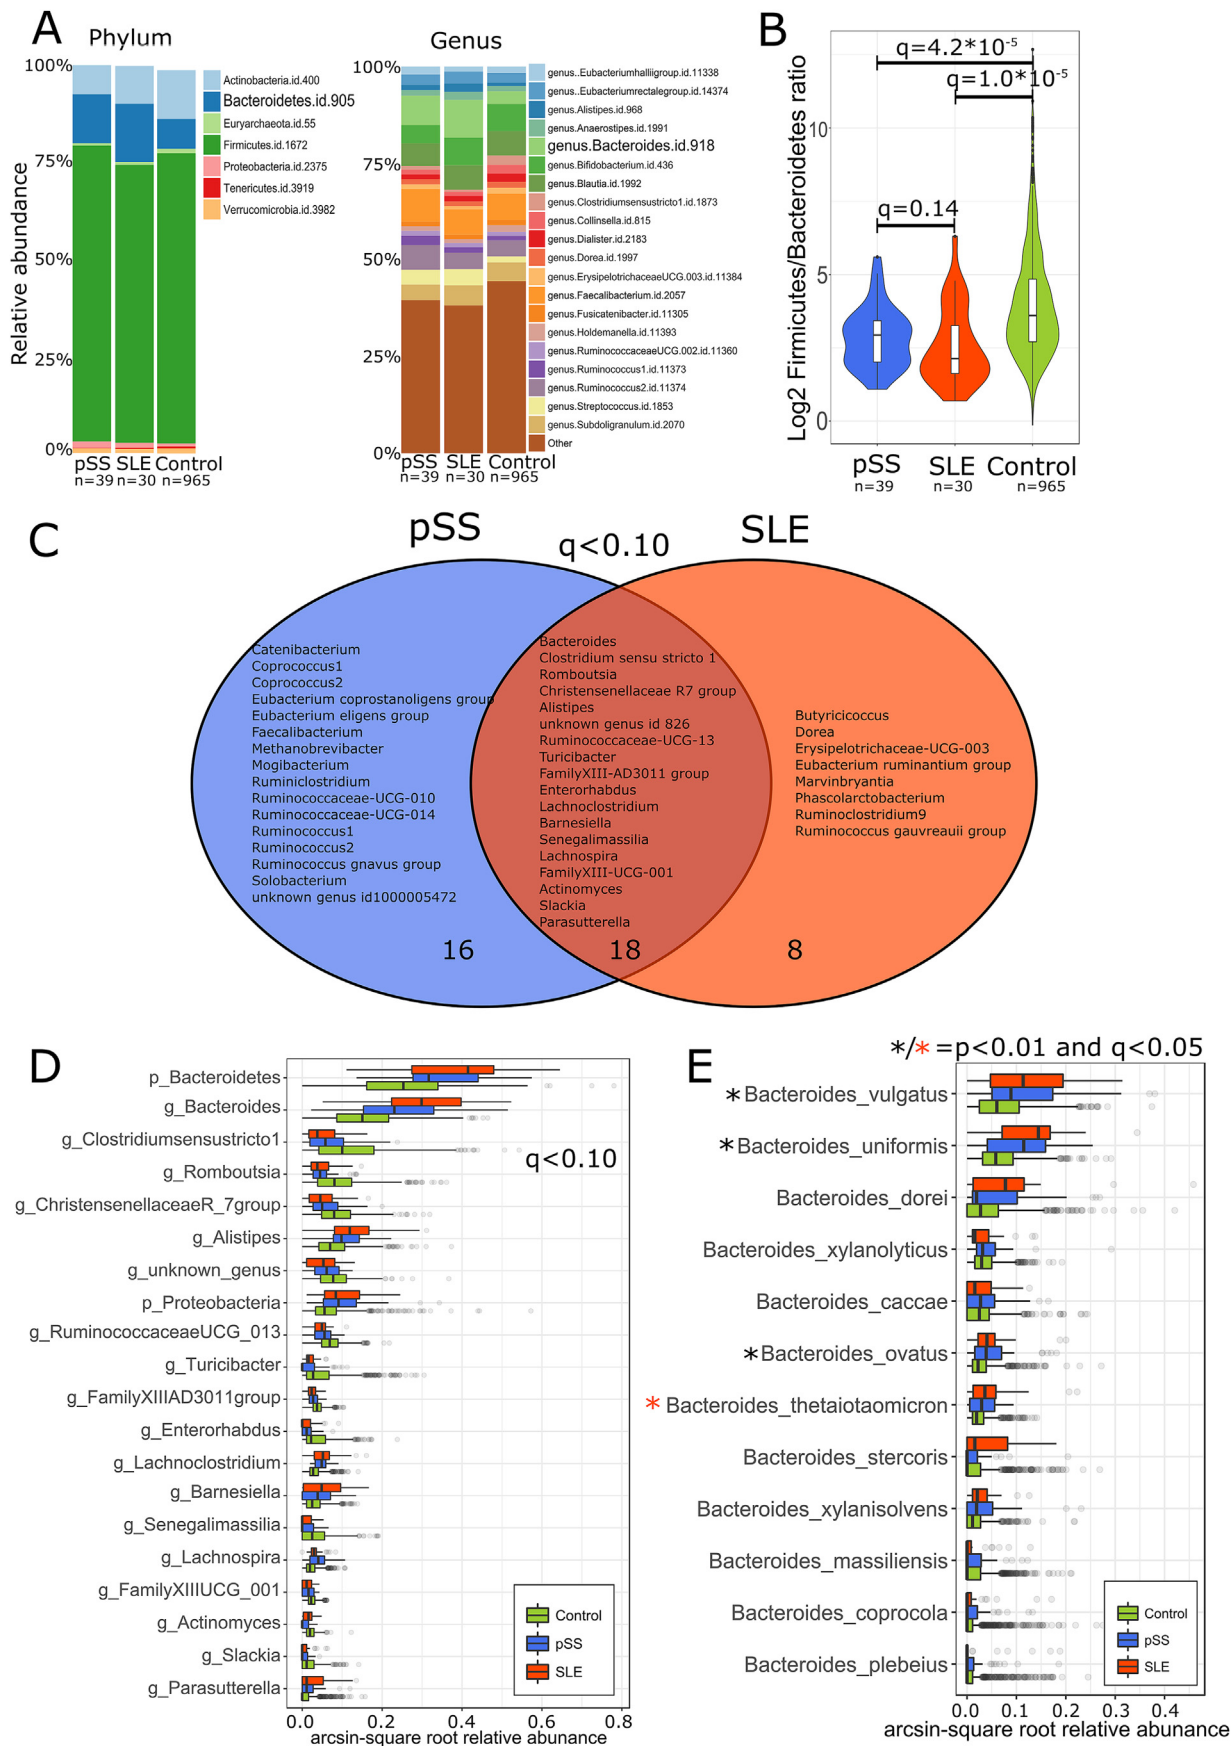 A
Phylum
Relative abundance
100%
75%
50%
25%
0%
pSS
SLE
Control
n=39
n=30
n=965
Actinobacteria.id.400
Bacteroidetes.id.905
Euryarchaeota.id.55
Firmicutes.id.1672
Proteobacteria.id.2375
Tenericutes.id.3919
Verrucomicrobia.id.3982
Genus
100%
75%
50%
25%
0%
pSS
SLE
Control
n=39
n=30
n=965
genus..Eubacteriumhalliigroup.id.11338
genus..Eubacteriumrectalegroup.id.14374
genus.Alistipes.id.968
genus.Anaerostipes.id.1991
genus.Bacteroides.id.918
genus.Bifidobacterium.id.436
genus.Blautia.id.1992
genus.Clostridiumsensustricto1.id.1873
genus.Collinsella.id.815
genus.Dialister.id.2183
genus.Dorea.id.1997
genus.ErysipelotrichaceaeUCG.003.id.11384
genus.Faecalibacterium.id.2057
genus.Fusicatenibacter.id.11305
genus.Holdemanella.id.11393
genus.RuminococcaceaeUCG.002.id.11360
genus.Ruminococcus1.id.11373
genus.Ruminococcus2.id.11374
genus.Streptococcus.id.1853
genus.Subdoligranulum.id.2070
Other
B
Log2 Firmicutes/Bacteroidetes ratio
q=4.2*10⁻⁵
q=1.0*10⁻⁵
q=0.14
10
5
0
pSS
SLE
Control
n=39
n=30
n=965
C
pSS
q<0.10
SLE
Catenibacterium
Coprococcus1
Coprococcus2
Eubacterium coprostanoligens group
Eubacterium eligens group
Faecalibacterium
Methanobrevibacter
Mogibacterium
Ruminiclostridium
Ruminococcaceae-UCG-010
Ruminococcaceae-UCG-014
Ruminococcus1
Ruminococcus2
Ruminococcus gnavus group
Solobacterium
unknown genus id1000005472
16
Bacteroides
Clostridium sensu stricto 1
Romboutsia
Christensenellaceae R7 group
Alistipes
unknown genus id 826
Ruminococcaceae-UCG-13
Turicibacter
FamilyXIII-AD3011 group
Enterorhabdus
Lachnoclostridium
Barnesiella
Senegalimassilia
Lachnospira
FamilyXIII-UCG-001
Actinomyces
Slackia
Parasutterella
18
Butyricicoccus
Dorea
Erysipelotrichaceae-UCG-003
Eubacterium ruminantium group
Marvinbryantia
Phascolarctobacterium
Ruminoclostridium9
Ruminococcus gauvreauii group
8
D
q<0.10
p_Bacteroidetes
g_Bacteroides
g_Clostridiumsensustricto1
g_Romboutsia
g_ChristensenellaceaeR_7group
g_Alistipes
g_unknown_genus
p_Proteobacteria
g_RuminococcaceaeUCG_013
g_Turicibacter
g_FamilyXIIIAD3011group
g_Enterorhabdus
g_Lachnoclostridium
g_Barnesiella
g_Senegalimassilia
g_Lachnospira
g_FamilyXIIIUCG_001
g_Actinomyces
g_Slackia
g_Parasutterella
Control
pSS
SLE
0.0 0.2 0.4 0.6 0.8
arcsin-square root relative abunance
E
*/* =p<0.01 and q<0.05
*Bacteroides_vulgatus
*Bacteroides_uniformis
Bacteroides_dorei
Bacteroides_xylanolyticus
Bacteroides_caccae
*Bacteroides_ovatus
* Bacteroides_thetaiotaomicron
Bacteroides_stercoris
Bacteroides_xylanisolvens
Bacteroides_massiliensis
Bacteroides_coprocola
Bacteroides_plebeius
Control
pSS
SLE
0.0 0.1 0.2 0.3 0.4
arcsin-square root relative abunance